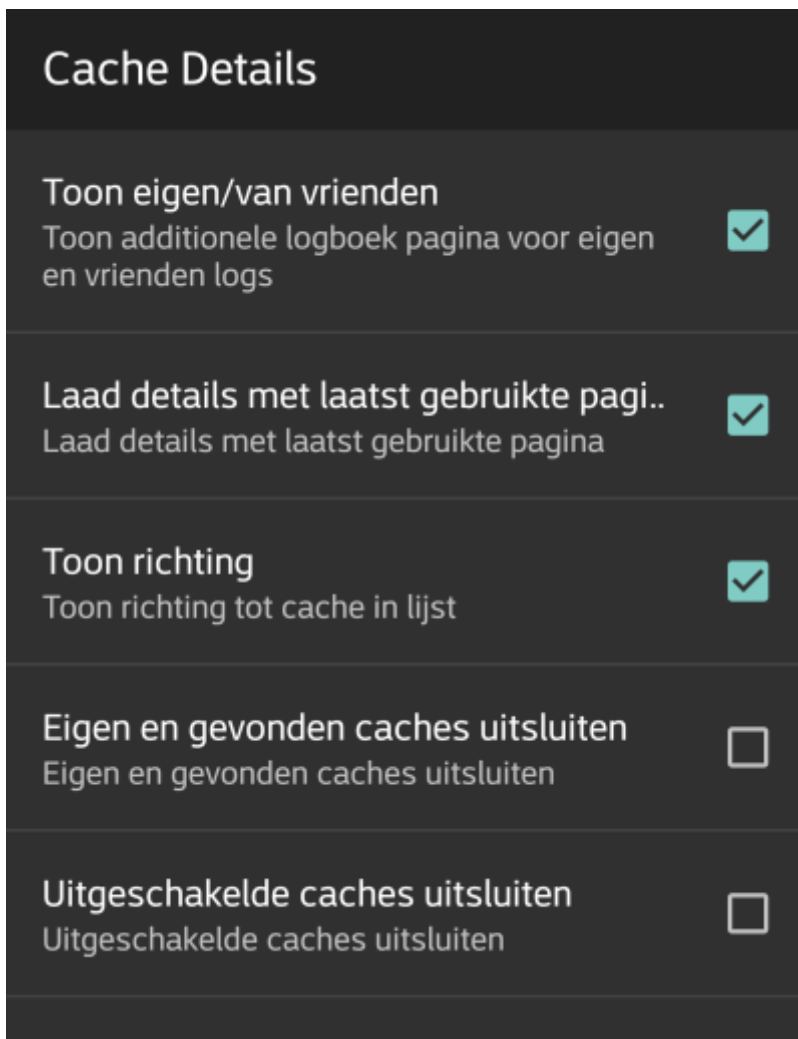 Cache Details
Toon eigen/van vrienden
Toon additionele logboek pagina voor eigen
en vrienden logs
Laad details met laatst gebruikte pagi..
Laad details met laatst gebruikte pagina
Toon richting
Toon richting tot cache in lijst
Eigen en gevonden caches uitsluiten
Eigen en gevonden caches uitsluiten
Uitgeschakelde caches uitsluiten
Uitgeschakelde caches uitsluiten